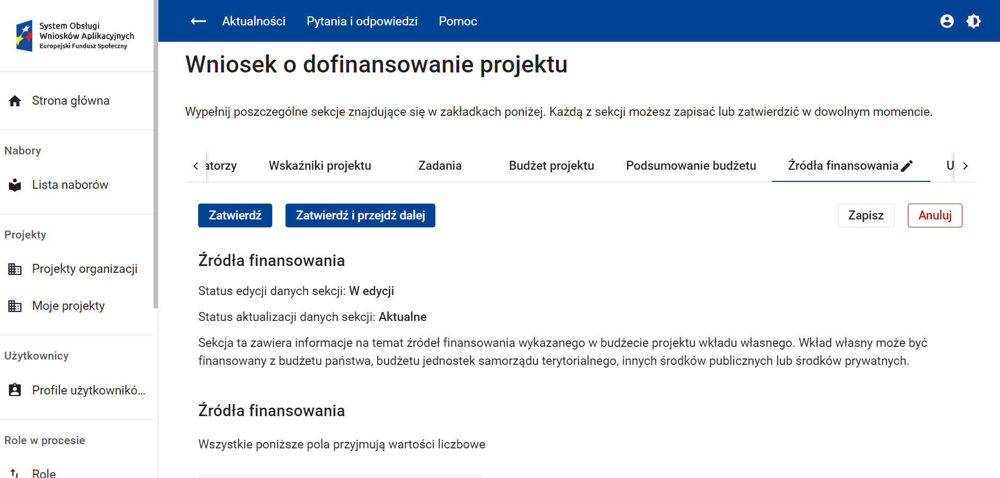 System Obsługi
Wniosków Aplikacyjnych
Europejski Fundusz Społeczny
Aktualności
Pytania i odpowiedzi
Pomoc
Strona główna
Nabory
Lista naborów
Projekty
Projekty organizacji
Moje projekty
Użytkownicy
Profile użytkownikó...
Role w procesie
Role
Wniosek o dofinansowanie projektu
Wypełnij poszczególne sekcje znajdujące się w zakładkach poniżej. Każdą z sekcji możesz zapisać lub zatwierdzić w dowolnym momencie.
atorzy
Wskaźniki projektu
Zadania
Budżet projektu
Podsumowanie budżetu
Źródła finansowania
U
Zatwierdź
Zatwierdź i przejdź dalej
Zapisz
Anuluj
Źródła finansowania
Status edycji danych sekcji: W edycji
Status aktualizacji danych sekcji: Aktualne
Sekcja ta zawiera informacje na temat źródeł finansowania wykazanego w budżecie projektu wkładu własnego. Wkład własny może być
finansowany z budżetu państwa, budżetu jednostek samorządu terytorialnego, innych środków publicznych lub środków prywatnych.
Źródła finansowania
Wszystkie poniższe pola przyjmują wartości liczbowe